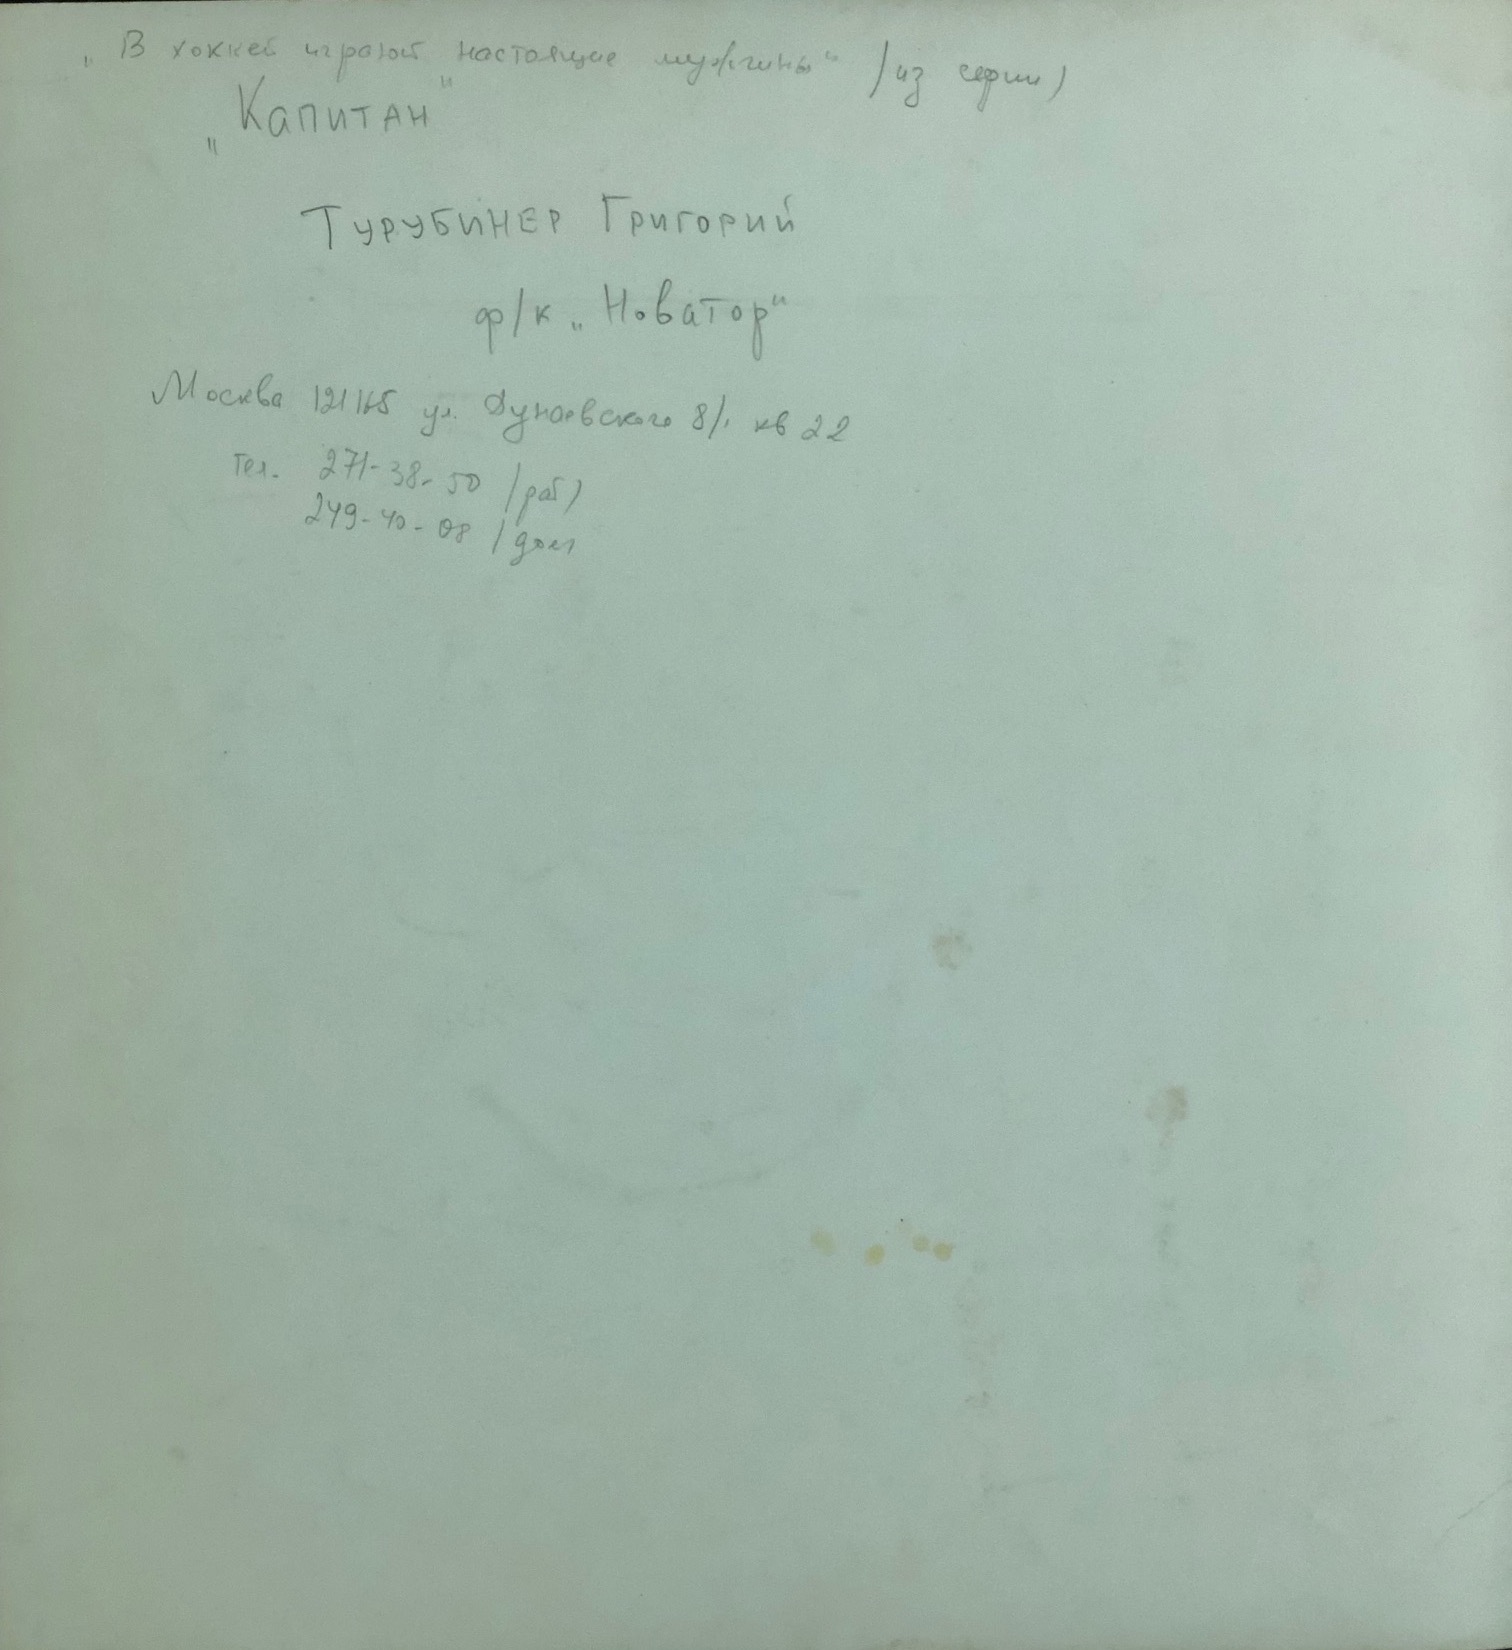 „В хоккей играют настоящие мужчины" /из серии)
„Капитан"
Турубинер Григорий
ф/к „Новатор"
Москва 121165 ул. Дунаевского 8/1 кв 22
Тел. 271-38-50 /раб)
249-40-08 /дом